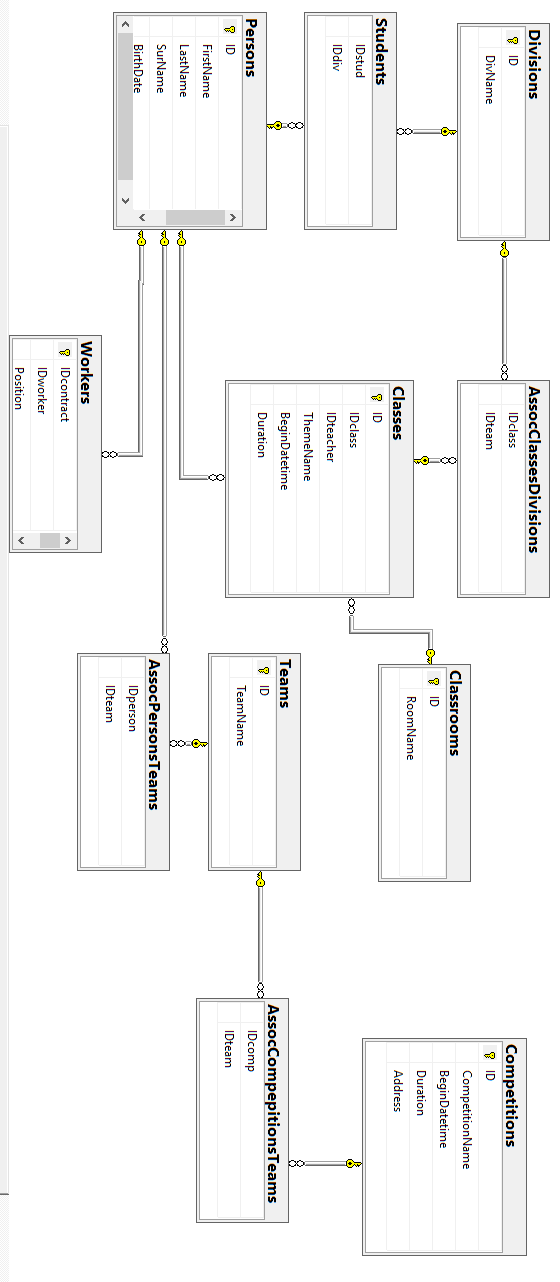 Divisions
ID
DivName
AssocClassesDivisions
IDclass
IDteam
Students
IDstud
IDdiv
Classes
ID
IDclass
IDteacher
ThemeName
BeginDatetime
Duration
Classrooms
ID
RoomName
Competitions
ID
CompetitionName
BeginDatetime
Duration
Address
Persons
ID
FirstName
LastName
SurName
BirthDate
Teams
ID
TeamName
AssocCompepitionsTeams
IDcomp
IDteam
AssocPersonsTeams
IDperson
IDteam
Workers
IDcontract
IDworker
Position